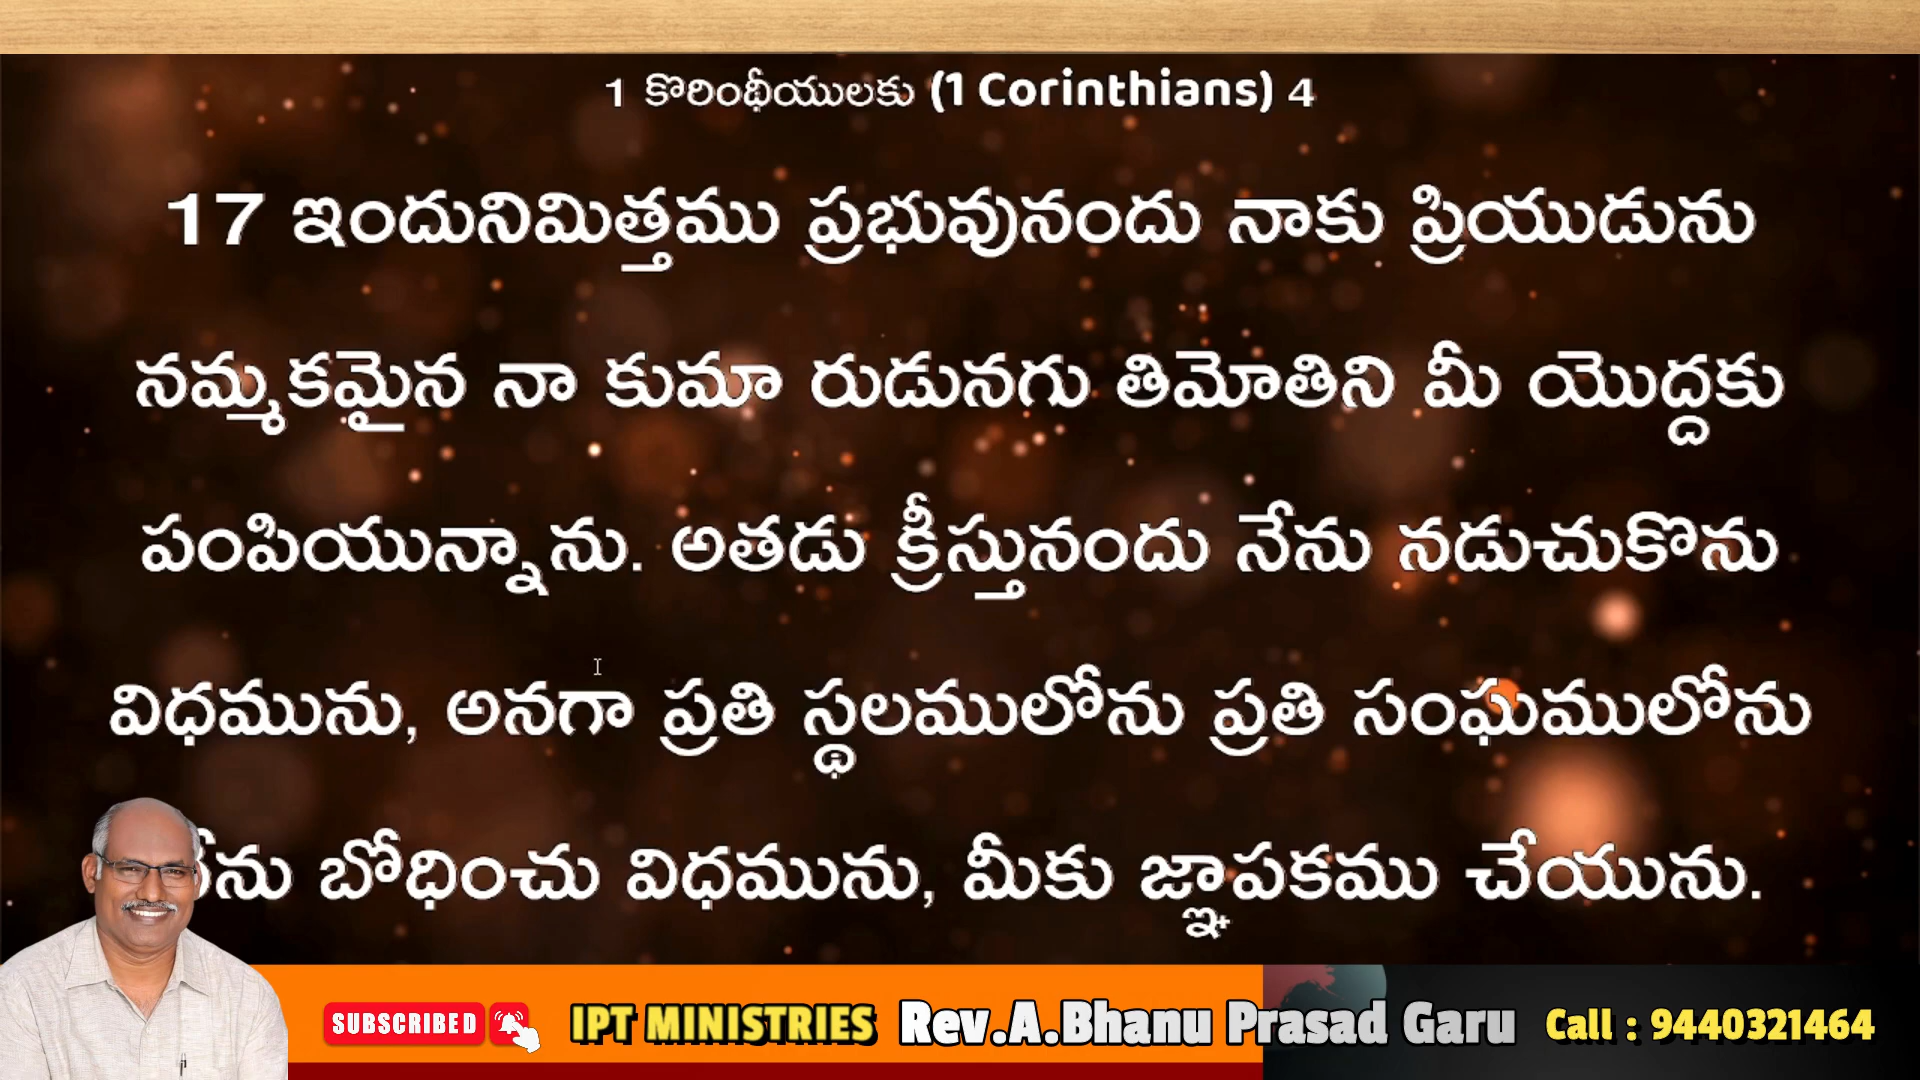 1 కొరింథీయులకు (1 Corinthians) 4
17 ఇందునిమిత్తము ప్రభువునందు నాకు ప్రియుడును
నమ్మకమైన నా కుమా రుడునగు తిమోతిని మీ యొద్దకు
పంపియున్నాను. అతడు క్రీస్తునందు నేను నడుచుకొను
విధమును, అనగా ప్రతి స్థలములోను ప్రతి సంఘములోను
బోధించు విధమును, మీకు జ్ఞాపకము చేయును.
SUBSCRIBED IPT MINISTRIES Rev.A.Bhanu Prasad Garu Call : 9440321464